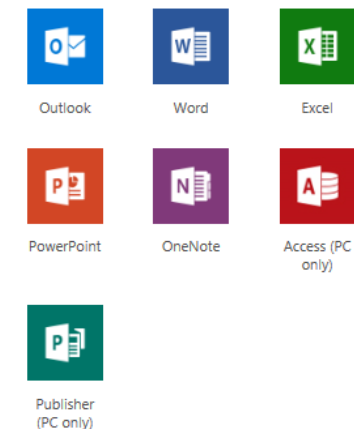 O
W
X
Outlook
Word
Excel
P
N
A
PowerPoint
OneNote
Access (PC
only)
P
Publisher
(PC only)